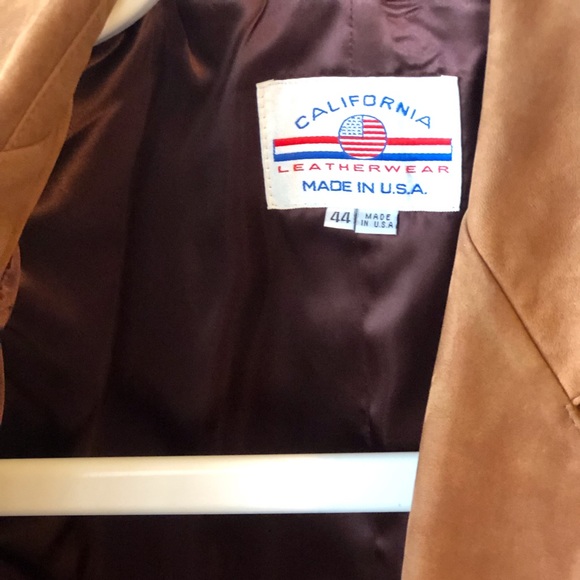 CALIFORNIA
LEATHERWEAR
MADE IN U.S.A.
44
MADE
IN U.S.A